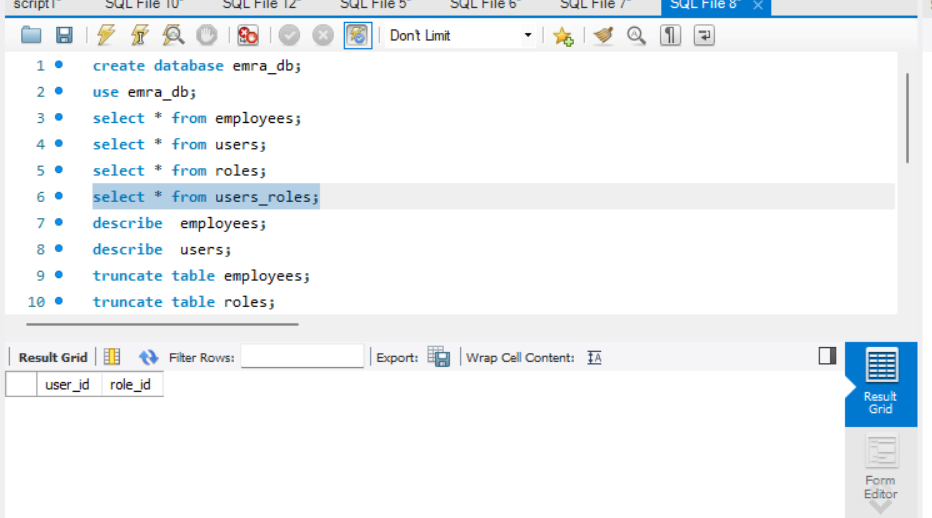 script1* SQL File 10* SQL File 12* SQL File 5* SQL File 6* SQL File 7* SQL File 8* ×
Don't Limit
1 create database emra_db;
2 use emra_db;
3 select * from employees;
4 select * from users;
5 select * from roles;
6 select * from users_roles;
7 describe  employees;
8 describe  users;
9 truncate table employees;
10 truncate table roles;
Result Grid Filter Rows: Export: Wrap Cell Content:
user_id role_id
Result
Grid
Form
Editor